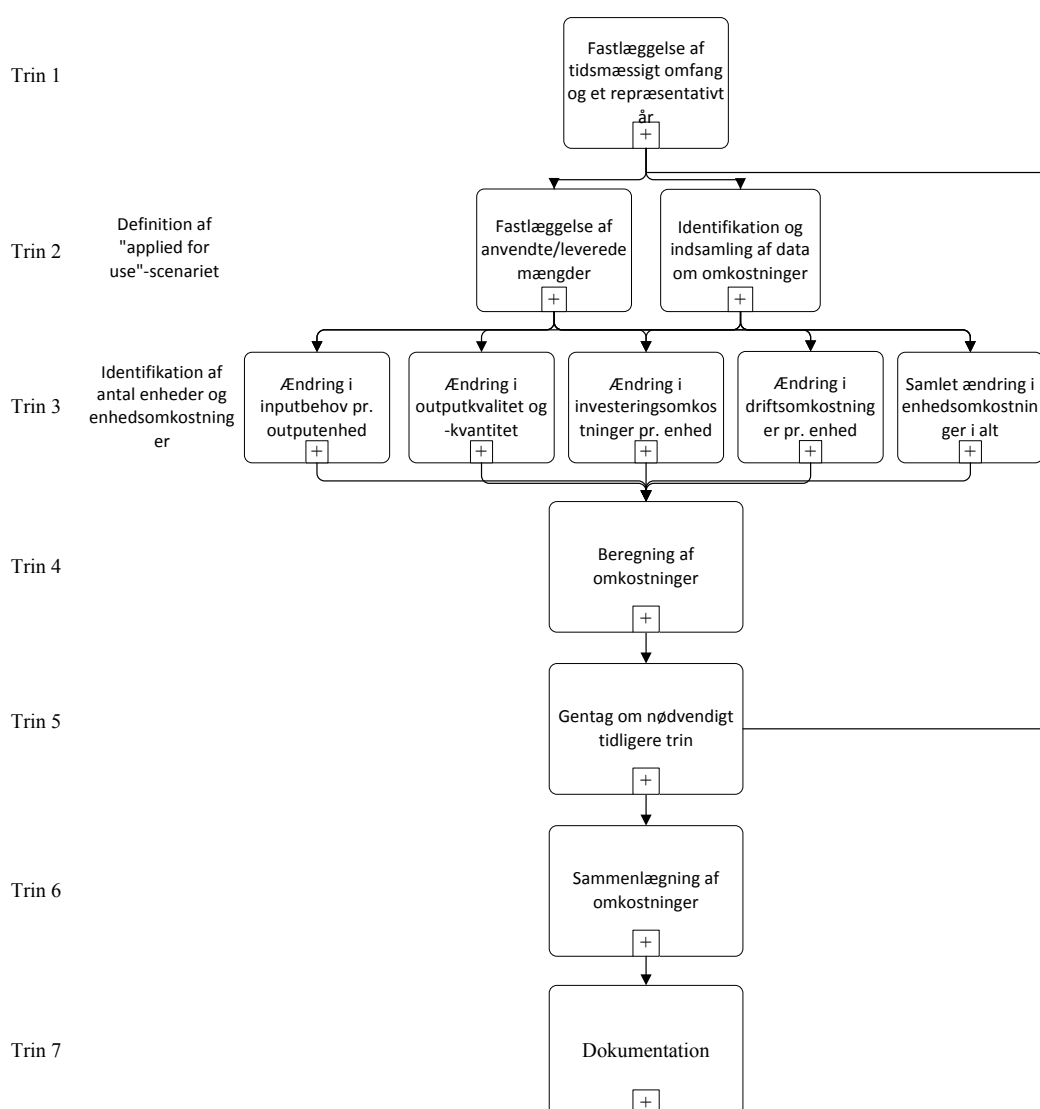 Trin 1
Fastlæggelse af
tidsmæssigt omfang
og et repræsentativt
år
+
Trin 2
Definition af
"applied for
use"-scenariet
Fastlæggelse af
anvendte/leverede
mængder
+
Identifikation og
indsamling af data
om omkostninger
+
Trin 3
Identifikation af
antal enheder og
enhedsomkostning
er
Ændring i
inputbehov pr.
outputenhed
+
Ændring i
outputkvalitet og
-kvantitet
+
Ændring i
investeringsomkos
tninger pr. enhed
+
Ændring i
driftsomkostning
er pr. enhed
+
Samlet ændring i
enhedsomkostnin
ger i alt
+
Trin 4
Beregning af
omkostninger
+
Trin 5
Gentag om nødvendigt
tidligere trin
+
Trin 6
Sammenlægning af
omkostninger
+
Trin 7
Dokumentation
+